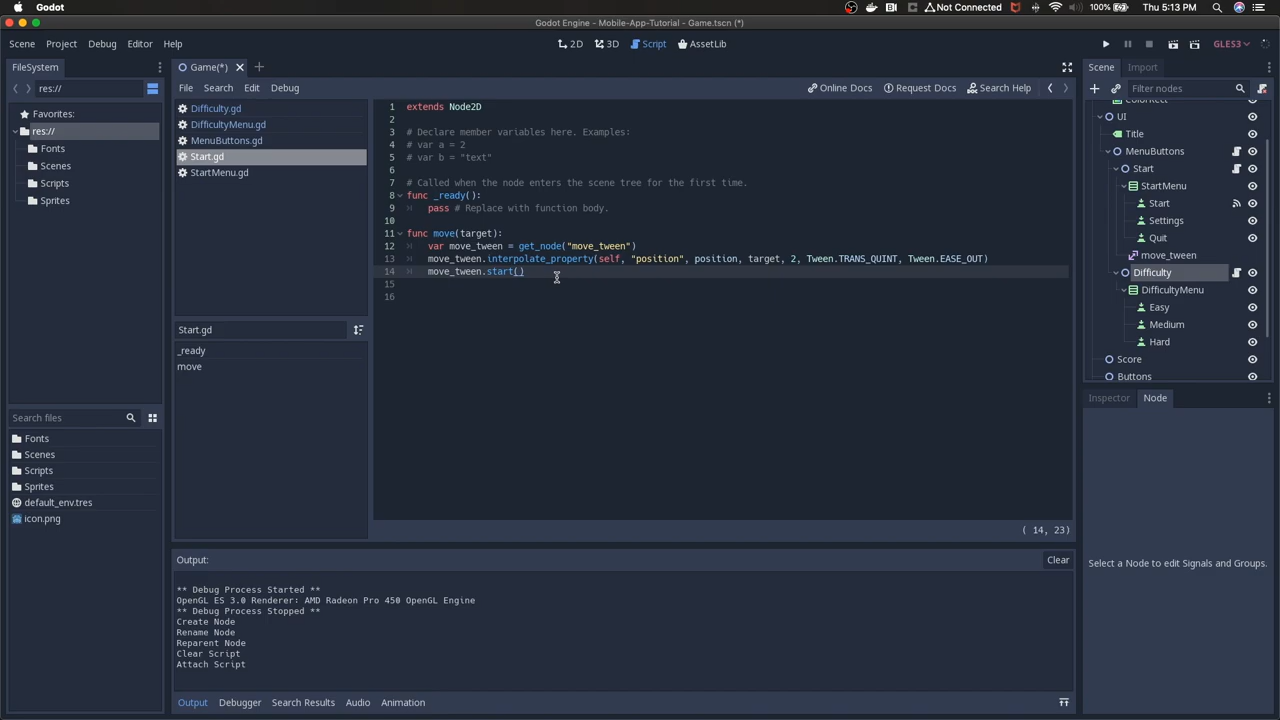 Godot
Not Connected
100%
Thu 5:13 PM
Godot Engine - Mobile-App-Tutorial - Game.tscn (*)
Scene Project Debug Editor Help
2D 3D Script AssetLib
GLES3
FileSystem
Game(*)
Scene Import
res://
File Search Edit Debug
Online Docs Request Docs Search Help
Filter nodes
Favorites:
res://
Fonts
Scenes
Scripts
Sprites
Search files
Fonts
Scenes
Scripts
Sprites
default_env.tres
icon.png
Difficulty.gd
DifficultyMenu.gd
MenuButtons.gd
Start.gd
StartMenu.gd
Start.gd
_ready
move
1 extends Node2D
2
3 # Declare member variables here. Examples:
4 # var a = 2
5 # var b = "text"
6
7 # Called when the node enters the scene tree for the first time.
8 func _ready():
9 pass # Replace with function body.
10
11 func move(target):
12 var move_tween = get_node("move_tween")
13 move_tween.interpolate_property(self, "position", position, target, 2, Tween.TRANS_QUINT, Tween.EASE_OUT)
14 move_tween.start()
15
16
( 14, 23)
Output:
Clear
** Debug Process Started **
OpenGL ES 3.0 Renderer: AMD Radeon Pro 450 OpenGL Engine
** Debug Process Stopped **
Create Node
Rename Node
Reparent Node
Clear Script
Attach Script
Output Debugger Search Results Audio Animation
ColorRect
UI
Title
MenuButtons
Start
StartMenu
Start
Settings
Quit
move_tween
Difficulty
DifficultyMenu
Easy
Medium
Hard
Score
Buttons
Inspector Node
Select a Node to edit Signals and Groups.